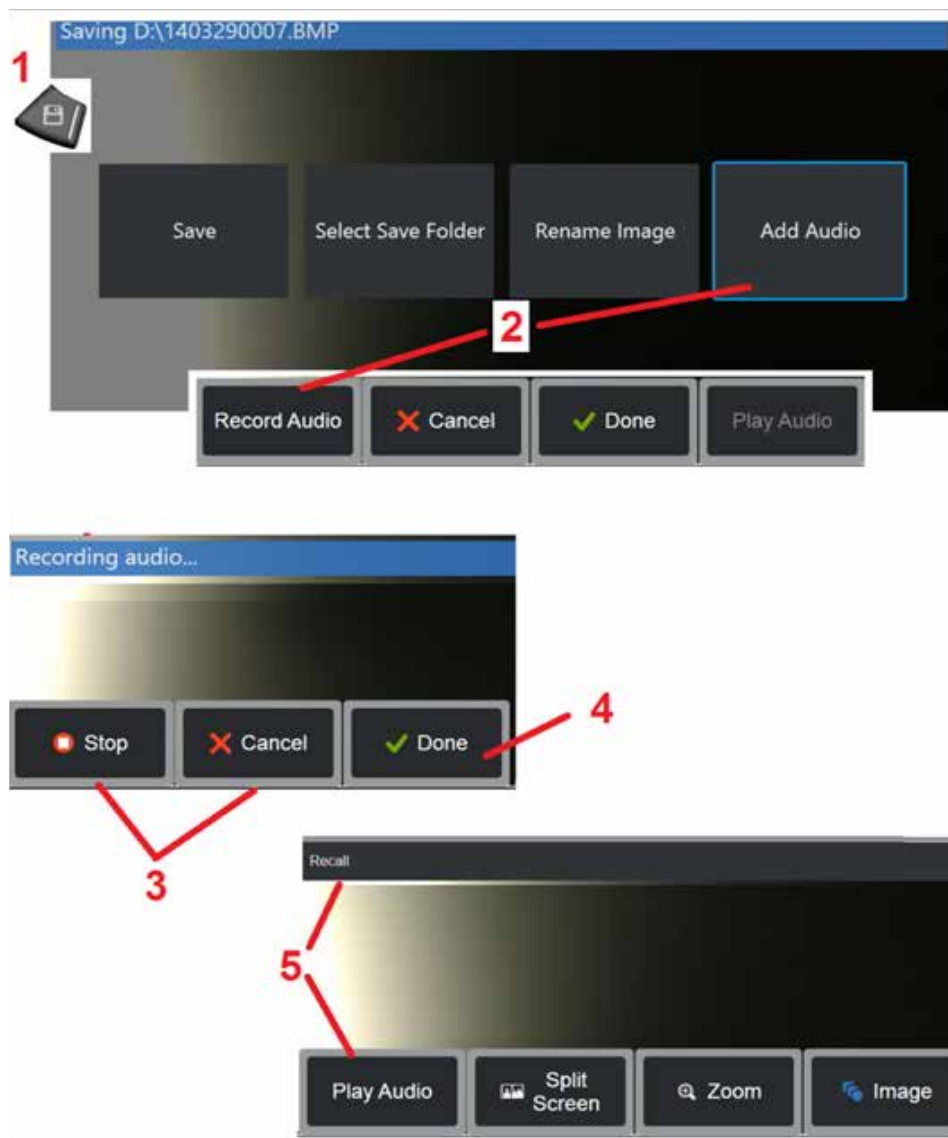 Saving D:\1403290007.BMP
1
Save
Select Save Folder
Rename Image
Add Audio
2
Record Audio
Cancel
Done
Play Audio
Recording audio...
Stop
Cancel
Done
4
3
Recall
5
Play Audio
Split
Screen
Zoom
Image